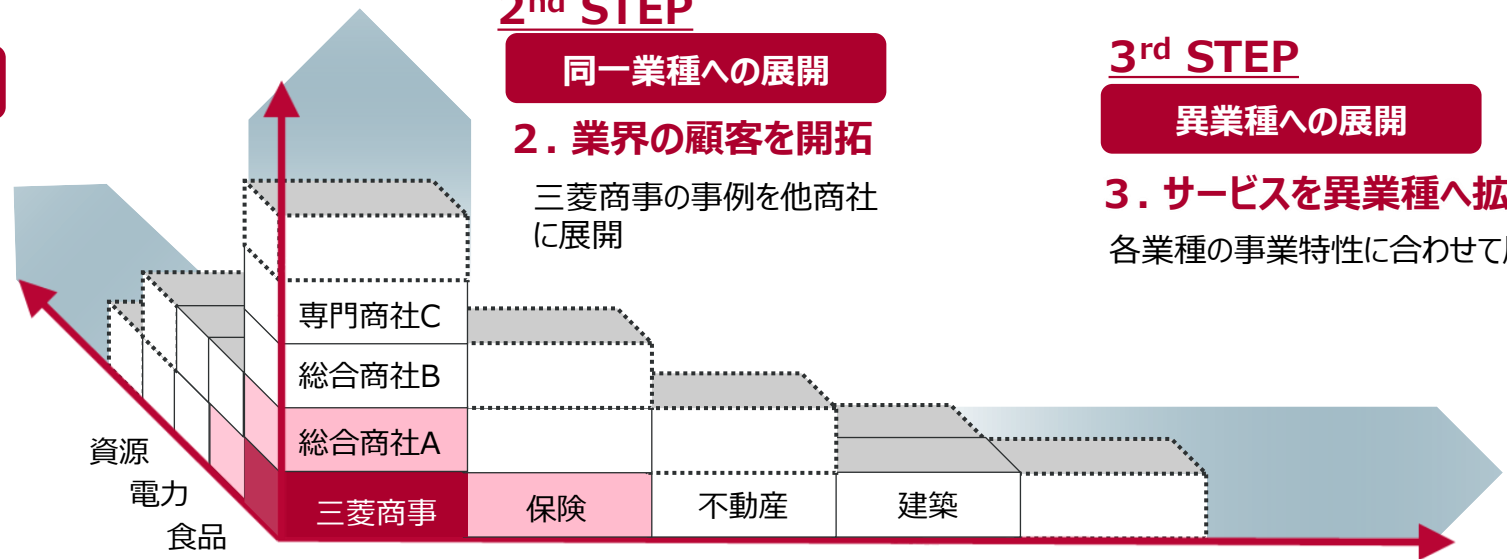 2nd STEP
同一業種への展開
2. 業界の顧客を開拓
三菱商事の事例を他商社
に展開
3rd STEP
異業種への展開
3. サービスを異業種へ拡
各業種の事業特性に合わせて
専門商社C
総合商社B
総合商社A
三菱商事
保険
不動産
建築
資源
電力
食品